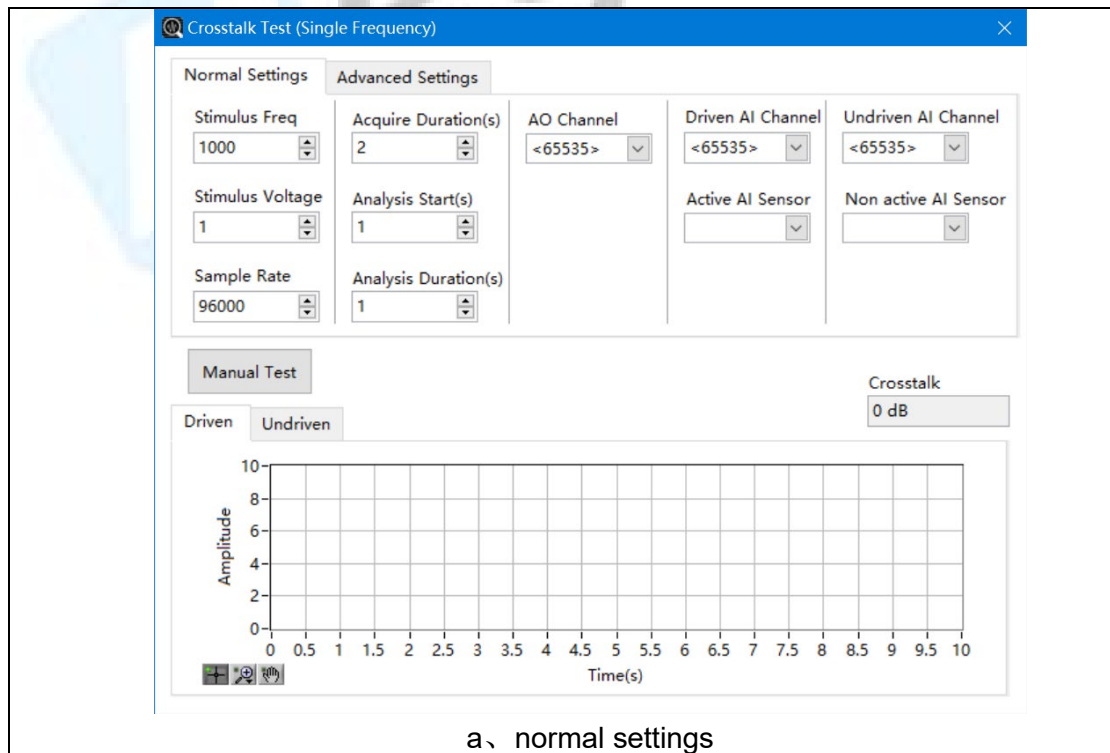 Crosstalk Test (Single Frequency)
Normal Settings Advanced Settings
Stimulus Freq Acquire Duration(s) AO Channel Driven AI Channel Undriven AI Channel
1000 2 <65535> <65535> <65535>
Stimulus Voltage Analysis Start(s) Active AI Sensor Non active AI Sensor
1 1
Sample Rate Analysis Duration(s)
96000 1
Manual Test
Crosstalk
0 dB
Driven Undriven
10
8
6
4
2
0
Amplitude
0 0.5 1 1.5 2 2.5 3 3.5 4 4.5 5 5.5 6 6.5 7 7.5 8 8.5 9 9.5 10
Time(s)
a、normal settings